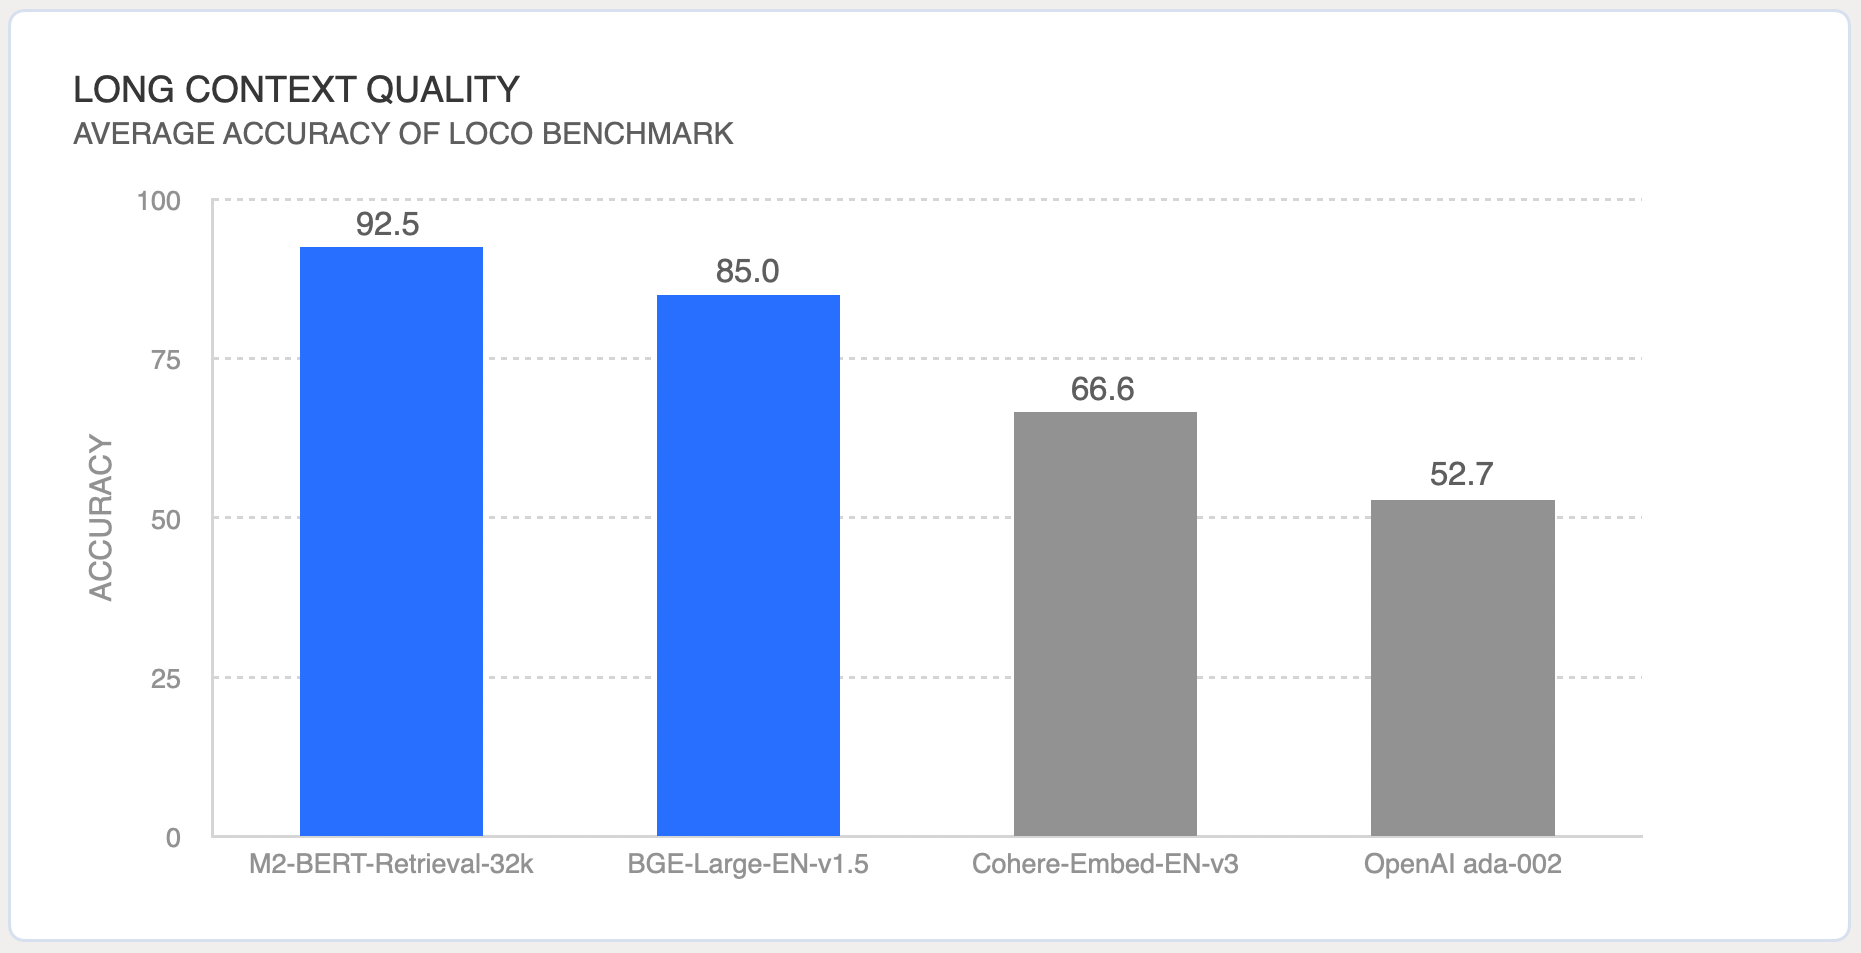 LONG CONTEXT QUALITY
AVERAGE ACCURACY OF LOCO BENCHMARK
100
92.5
85.0
75
66.6
52.7
50
ACCURACY
25
0
M2-BERT-Retrieval-32k
BGE-Large-EN-v1.5
Cohere-Embed-EN-v3
OpenAI ada-002